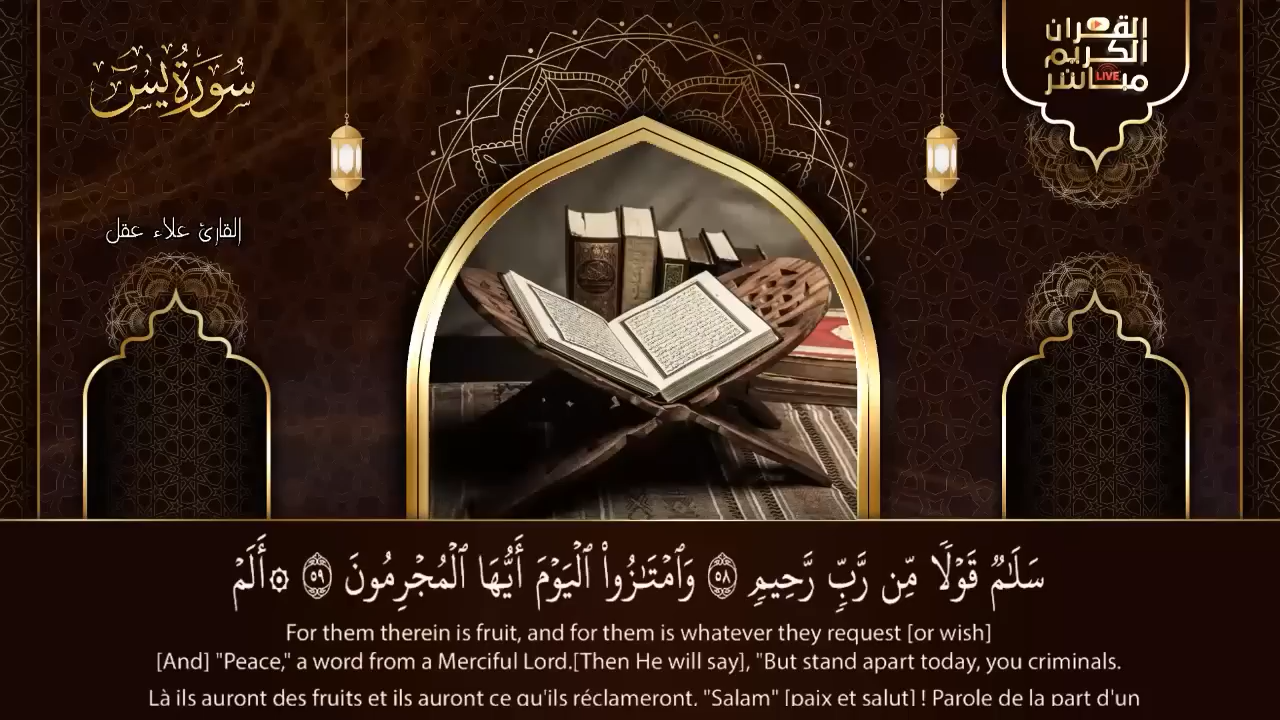 سُورَةُ يس
القرآن
الكريم
مباشر
LIVE
القارئ علاء عقل
سَلَٰمٌ قَوْلًا مِّن رَّبٍّ رَّحِيمٍ ٥٨ وَٱمْتَٰزُوا۟ ٱلْيَوْمَ أَيُّهَا ٱلْمُجْرِمُونَ ٥٩ ۞ أَلَمْ
For them therein is fruit, and for them is whatever they request [or wish]
[And] "Peace," a word from a Merciful Lord.[Then He will say], "But stand apart today, you criminals.
Là ils auront des fruits et ils auront ce qu'ils réclameront, "Salam" [paix et salut] ! Parole de la part d'un